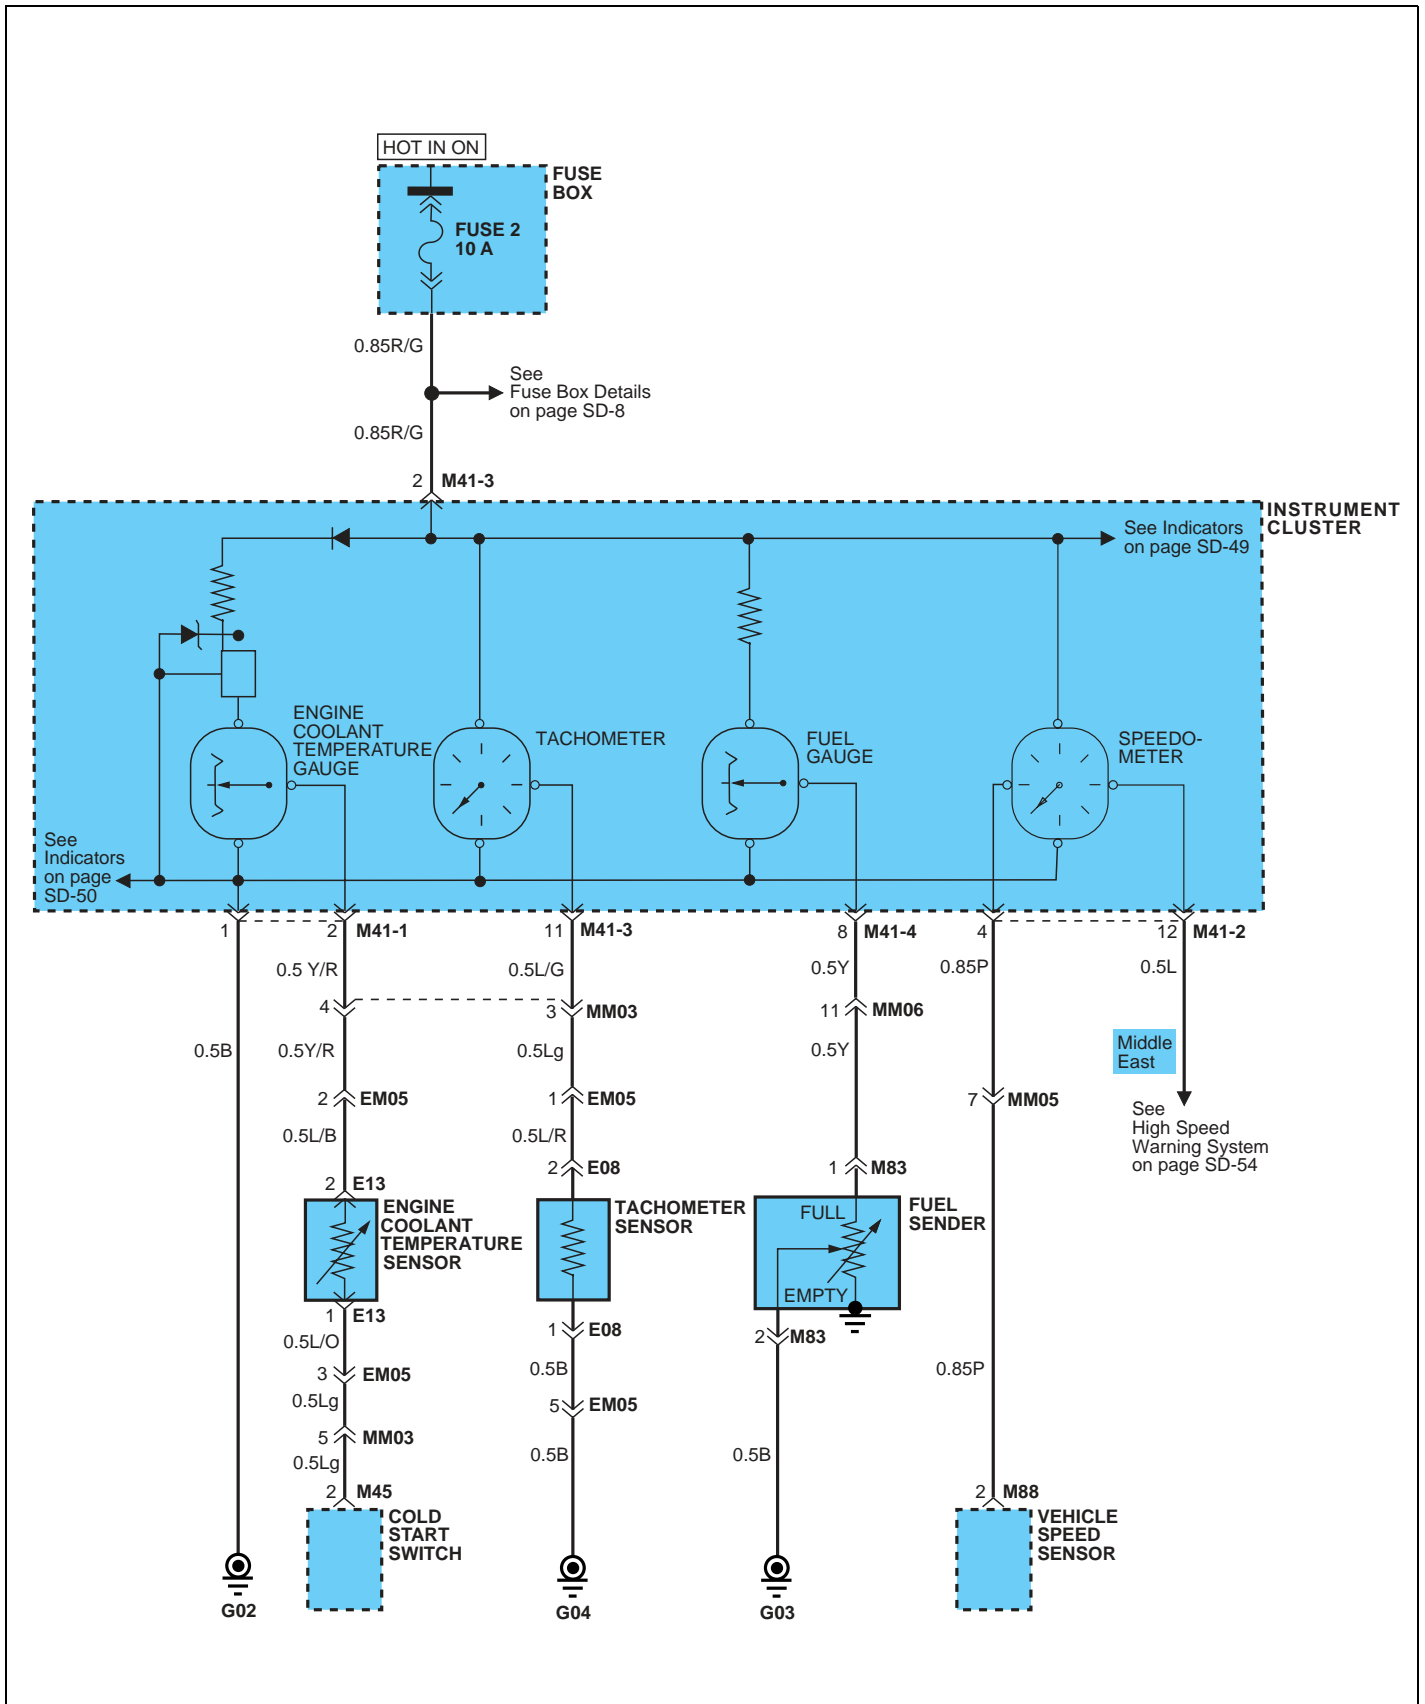 HOT IN ON
FUSE
BOX
FUSE 2
10 A
0.85R/G
See
Fuse Box Details
on page SD-8
0.85R/G
2 M41-3
INSTRUMENT
CLUSTER
See Indicators
on page SD-49
ENGINE
COOLANT
TEMPERATURE
GAUGE
TACHOMETER
FUEL
GAUGE
SPEEDO-
METER
See
Indicators
on page
SD-50
1
2 M41-1
11 M41-3
8 M41-4
4
12 M41-2
0.5 Y/R
0.5L/G
0.5Y
0.85P
0.5L
4
3 MM03
11 MM06
0.5B
0.5Y/R
0.5Lg
0.5Y
Middle
East
2 EM05
1 EM05
7 MM05
See
High Speed
Warning System
on page SD-54
0.5L/B
0.5L/R
2 E08
1 M83
2 E13
ENGINE
COOLANT
TEMPERATURE
SENSOR
TACHOMETER
SENSOR
FULL
EMPTY
FUEL
SENDER
1 E13
1 E08
2 M83
0.5L/O
0.5B
0.85P
3 EM05
5 EM05
0.5Lg
5 MM03
0.5B
0.5B
0.5Lg
2 M45
2 M88
COLD
START
SWITCH
VEHICLE
SPEED
SENSOR
G02
G04
G03